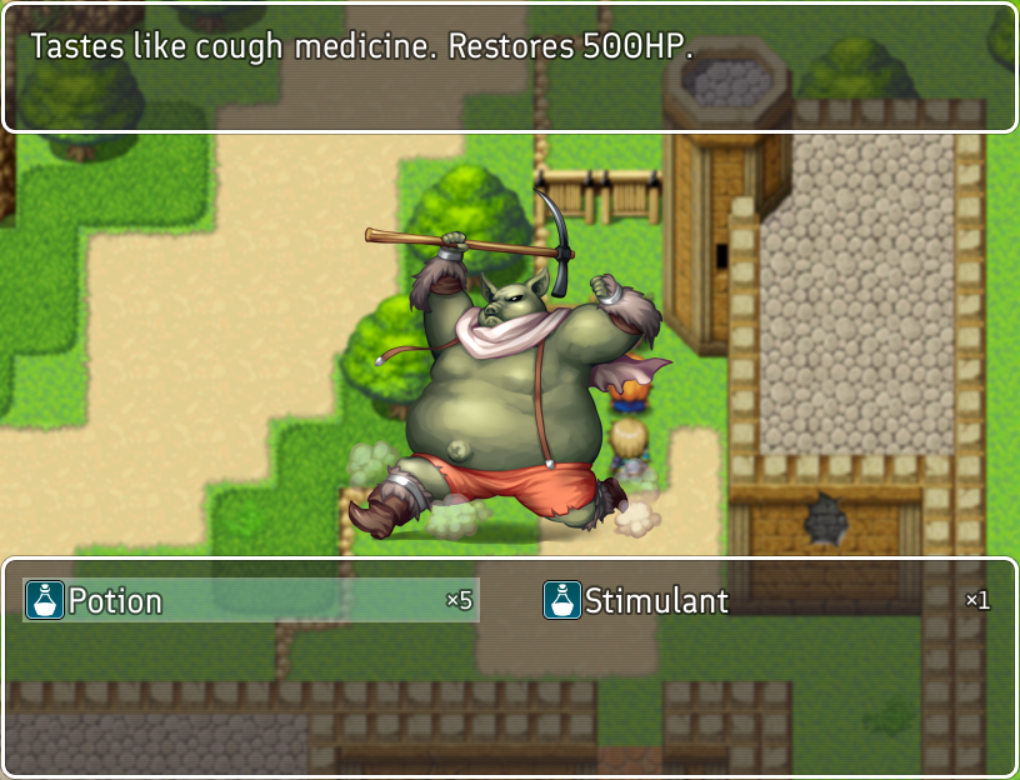 Tastes like cough medicine. Restores 500HP.
Potion ×5 Stimulant ×1